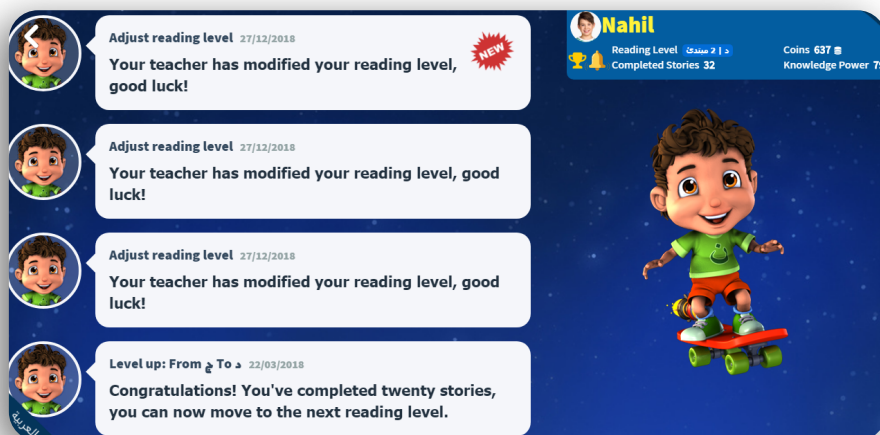 Adjust reading level 27/12/2018
NEW
Your teacher has modified your reading level,
good luck!
Adjust reading level 27/12/2018
Your teacher has modified your reading level, good
luck!
Adjust reading level 27/12/2018
Your teacher has modified your reading level, good
luck!
Level up: From ج To د 22/03/2018
Congratulations! You've completed twenty stories,
you can now move to the next reading level.
العربية
Nahil
Reading Level د | 2 مبتدئ
Coins 637
Completed Stories 32
Knowledge Power